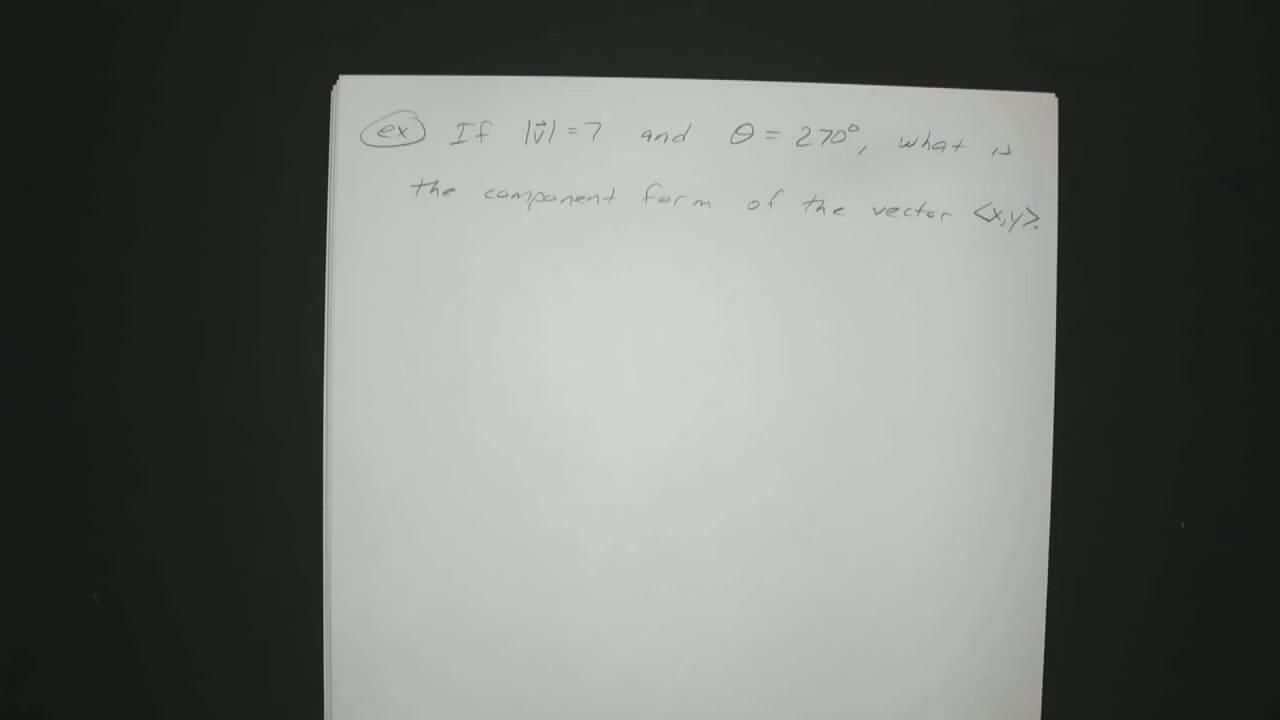 ex If |v⃗| = 7 and θ = 270°, what is
the component form of the vector <x,y>.